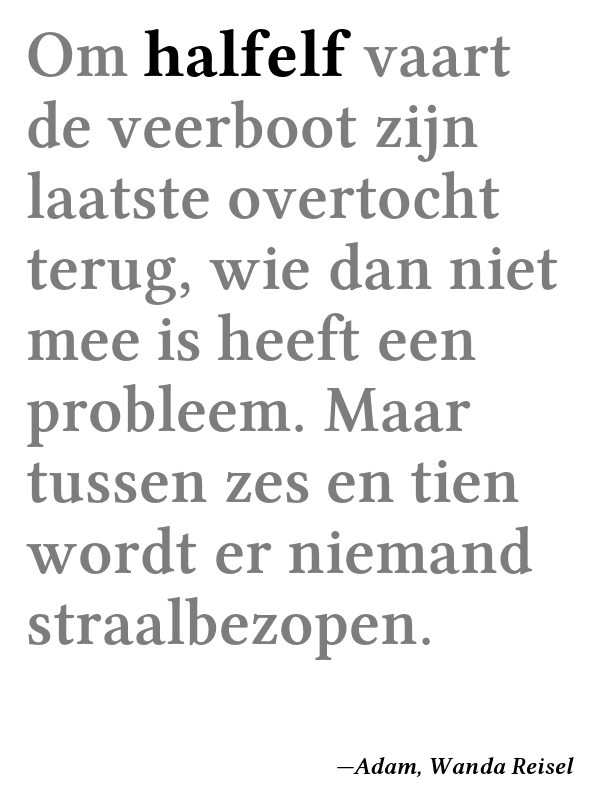 Om halfelf vaart
de veerboot zijn
laatste overtocht
terug, wie dan niet
mee is heeft een
probleem. Maar
tussen zes en tien
wordt er niemand
straalbezopen.
—Adam, Wanda Reisel